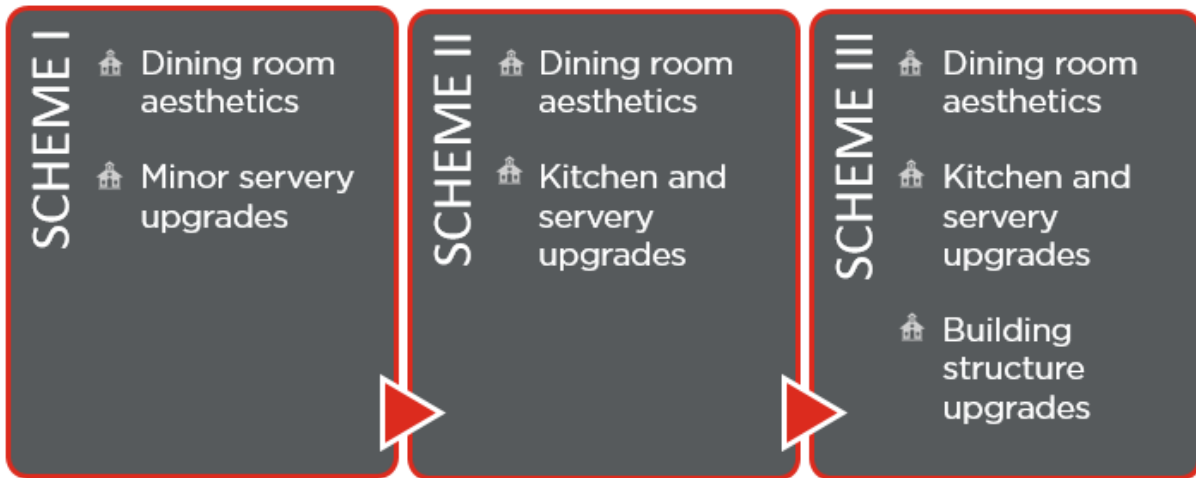 SCHEME I
Dining room
aesthetics
Minor servery
upgrades
SCHEME II
Dining room
aesthetics
Kitchen and
servery
upgrades
SCHEME III
Dining room
aesthetics
Kitchen and
servery
upgrades
Building
structure
upgrades